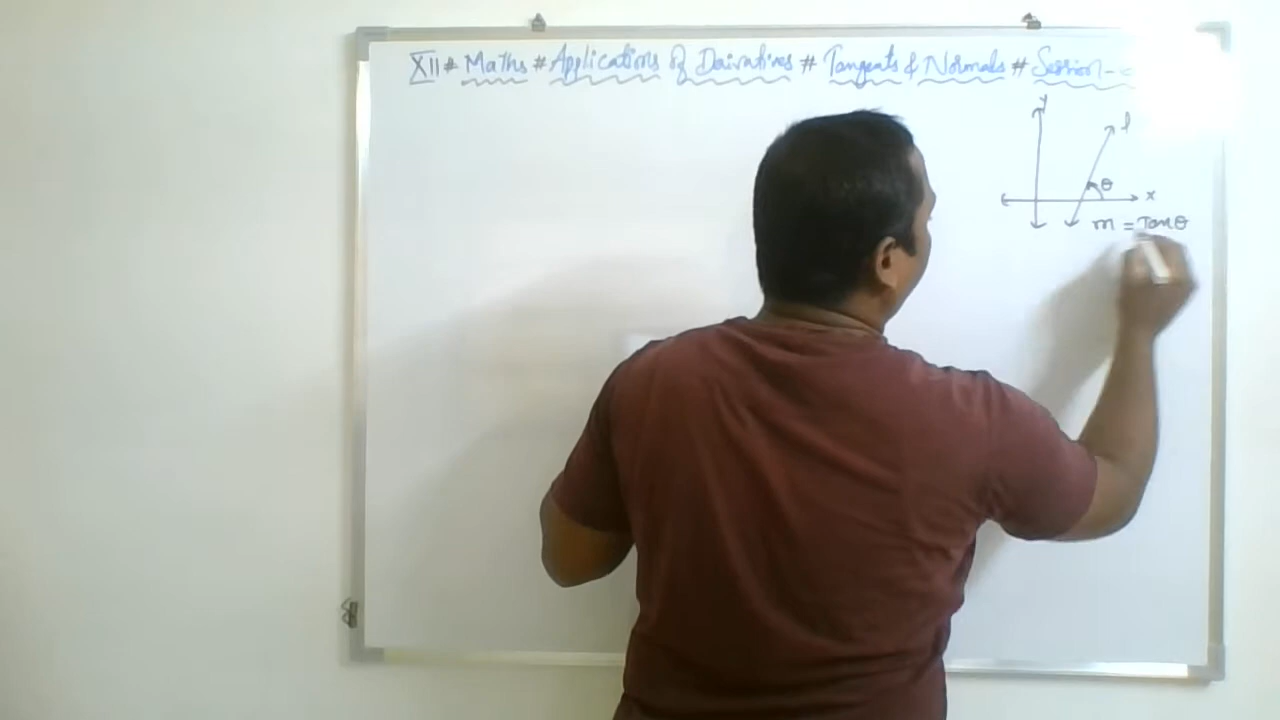 XII # Maths # Applications of Derivatives # Tangents & Normals # Session -
y
l
θ
x
m = Tanθ